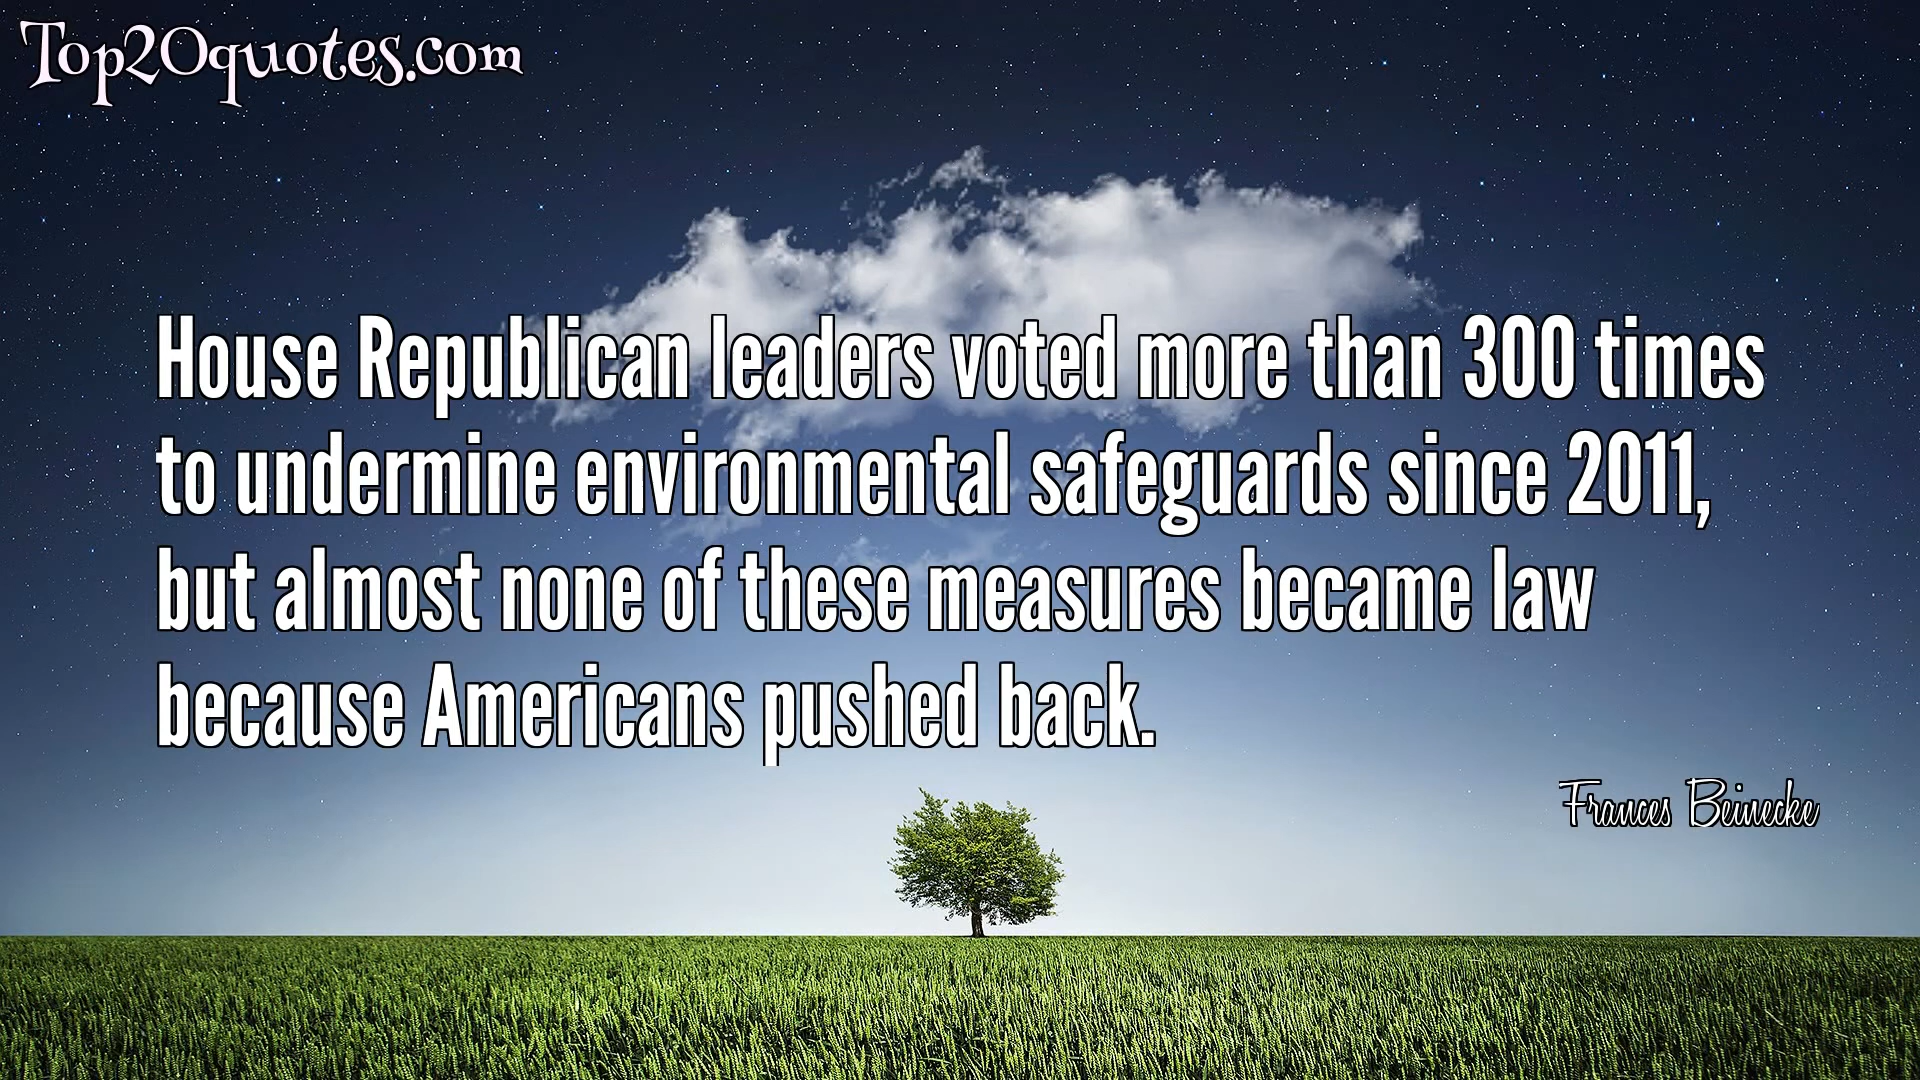 Top20quotes.com
House Republican leaders voted more than 300 times
to undermine environmental safeguards since 2011,
but almost none of these measures became law
because Americans pushed back.
Frances Beinecke